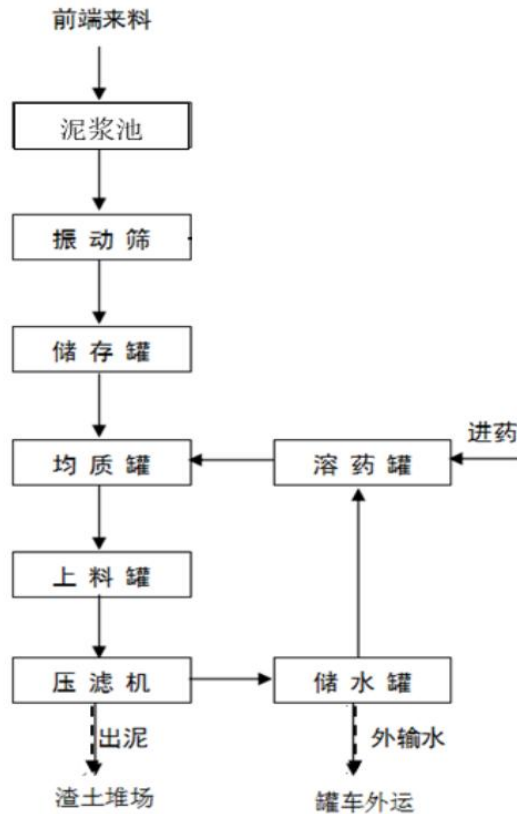 前端来料
泥浆池
振动筛
储存罐
均质罐
溶药罐
进药
上料罐
压滤机
储水罐
出泥
外输水
渣土堆场
罐车外运